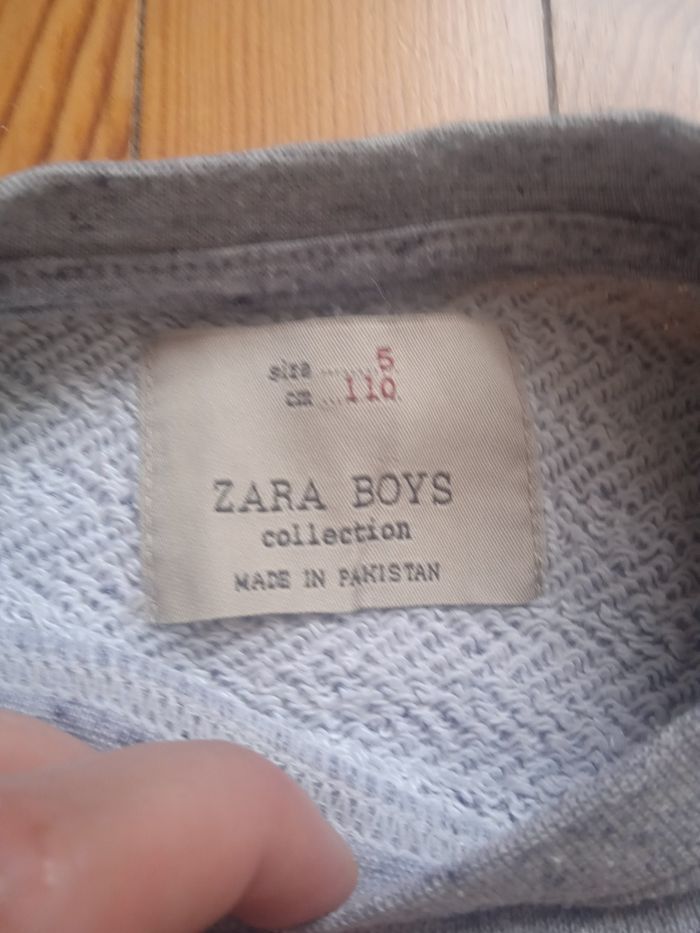 size ........5
cm ...110
ZARA BOYS
collection
MADE IN PAKISTAN